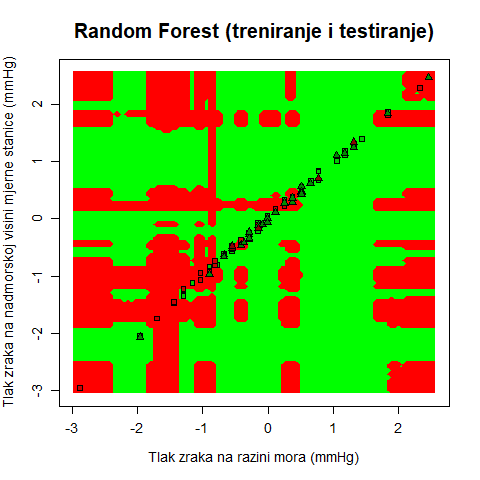 Random Forest (treniranje i testiranje)
Tlak zraka na nadmorskoj visini mjerne stanice (mmHg)
2
1
0
-1
-2
-3
-3 -2 -1 0 1 2
Tlak zraka na razini mora (mmHg)